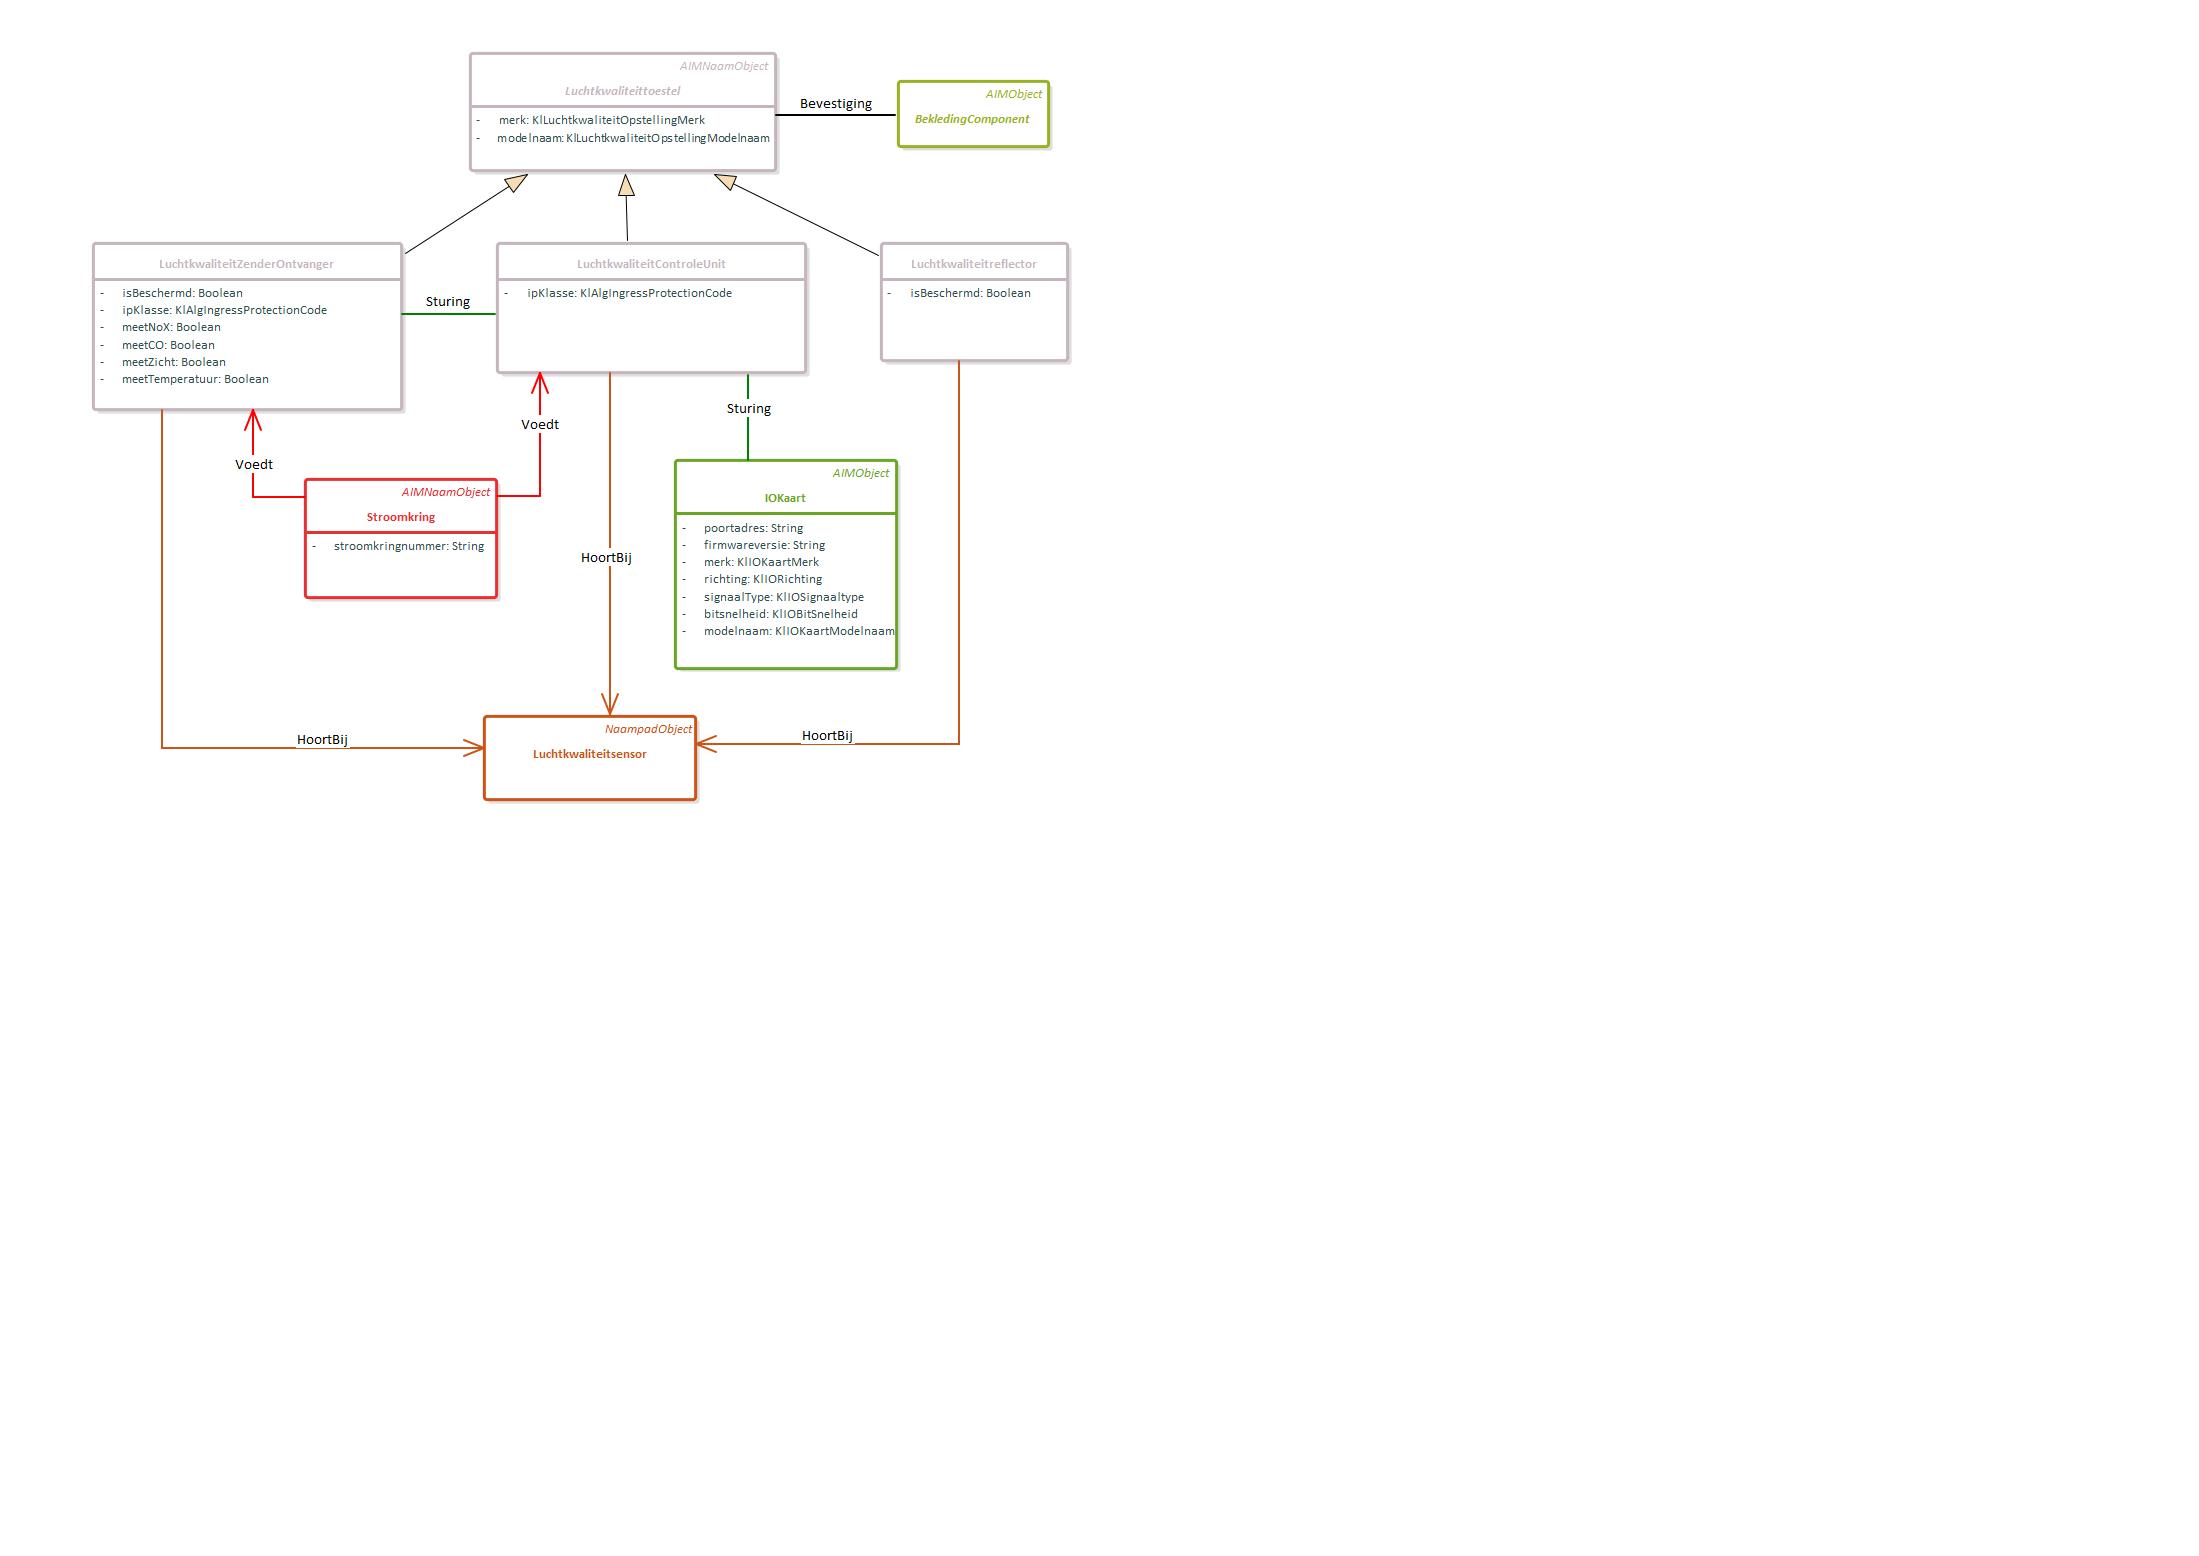 AIMNaamObject
Luchtkwaliteittoestel
- merk: KlLuchtkwaliteitOpstellingMerk
- modelnaam: KlLuchtkwaliteitOpstellingModelnaam
Bevestiging
AIMObject
BekledingComponent
LuchtkwaliteitZenderOntvanger
- isBeschermd: Boolean
- ipKlasse: KlAlgIngressProtectionCode
- meetNoX: Boolean
- meetCO: Boolean
- meetZicht: Boolean
- meetTemperatuur: Boolean
Sturing
LuchtkwaliteitControleUnit
- ipKlasse: KlAlgIngressProtectionCode
Luchtkwaliteitreflector
- isBeschermd: Boolean
Voedt
Voedt
Sturing
AIMNaamObject
Stroomkring
- stroomkringnummer: String
HoortBij
AIMObject
IOKaart
- poortadres: String
- firmwareversie: String
- merk: KlIOKaartMerk
- richting: KlIORichting
- signaalType: KlIOSignaaltype
- bitsnelheid: KlIOBitSnelheid
- modelnaam: KlIOKaartModelnaam
HoortBij
NaampadObject
Luchtkwaliteitsensor
HoortBij